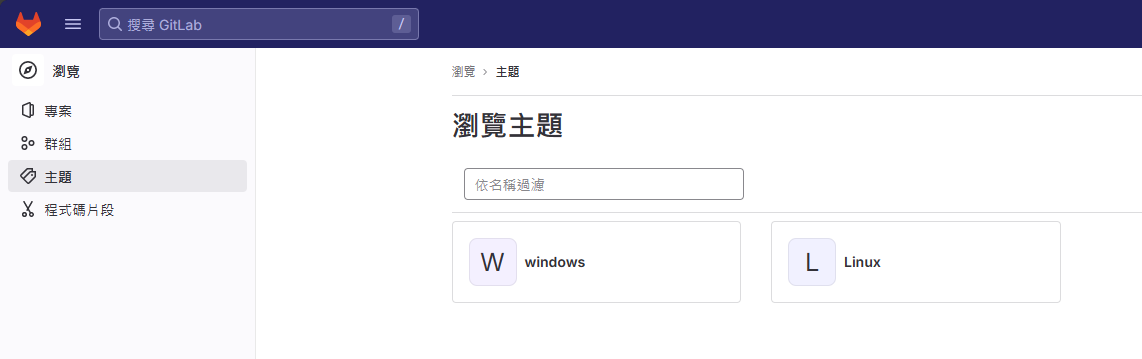 搜尋 GitLab
/
瀏覽
專案
群組
主題
程式碼片段
瀏覽 › 主題
瀏覽主題
依名稱過濾
W windows
L Linux